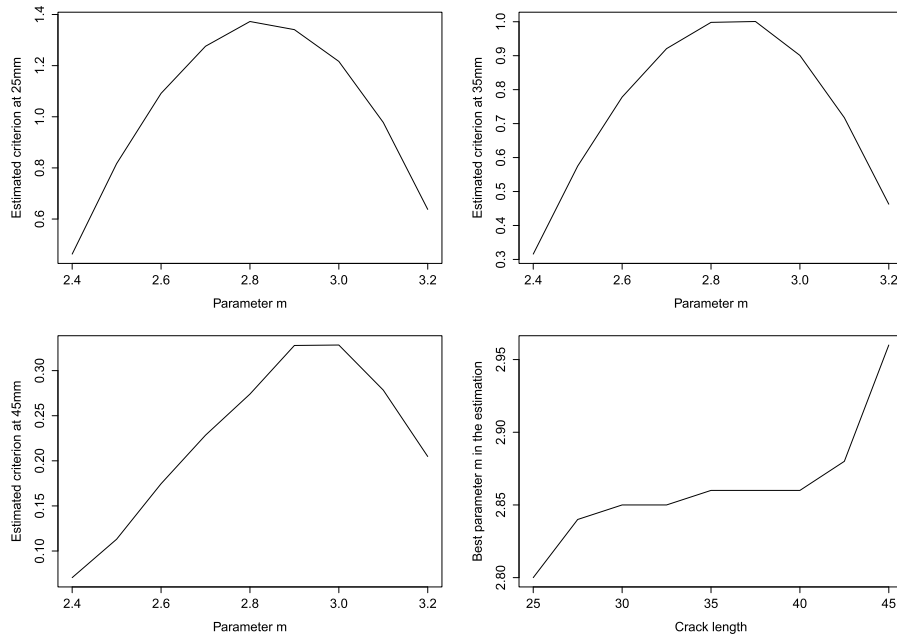 Estimated criterion at 25mm
1.4
1.2
1.0
0.8
0.6
2.4 2.6 2.8 3.0 3.2
Parameter m
Estimated criterion at 35mm
1.0
0.9
0.8
0.7
0.6
0.5
0.4
0.3
2.4 2.6 2.8 3.0 3.2
Parameter m
Estimated criterion at 45mm
0.30
0.25
0.20
0.15
0.10
2.4 2.6 2.8 3.0 3.2
Parameter m
Best parameter m in the estimation
2.95
2.90
2.85
2.80
25 30 35 40 45
Crack length